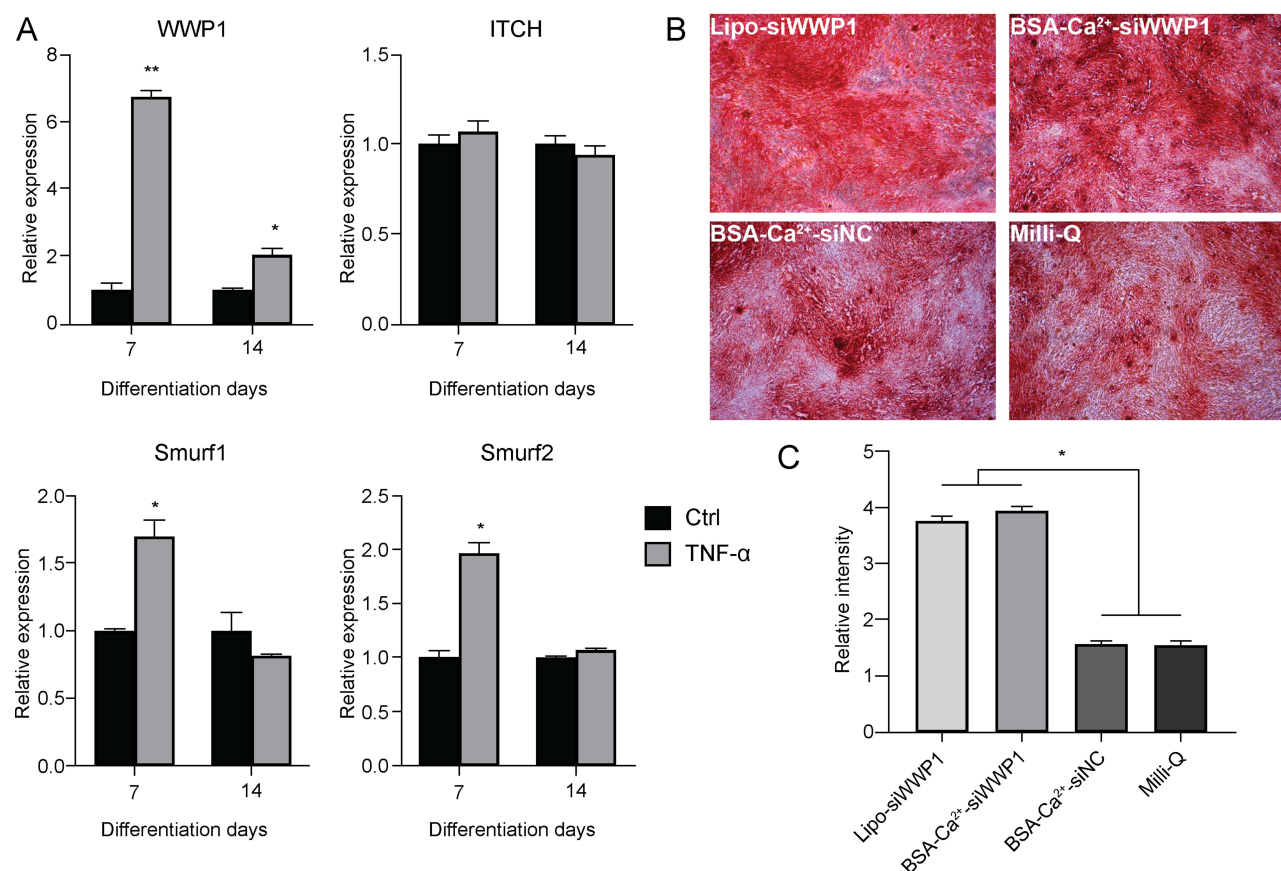 A
WWP1
Relative expression
8
6
4
2
0
7
14
Differentiation days
**
*
ITCH
Relative expression
1.5
1.0
0.5
0.0
7
14
Differentiation days
Smurf1
Relative expression
2.0
1.5
1.0
0.5
0.0
7
14
Differentiation days
*
Smurf2
Relative expression
2.5
2.0
1.5
1.0
0.5
0.0
7
14
Differentiation days
*
Ctrl
TNF-α
B
Lipo-siWWP1
BSA-Ca²⁺-siWWP1
BSA-Ca²⁺-siNC
Milli-Q
C
Relative intensity
5
4
3
2
1
0
*
Lipo-siWWP1
BSA-Ca²⁺-siWWP1
BSA-Ca²⁺-siNC
Milli-Q